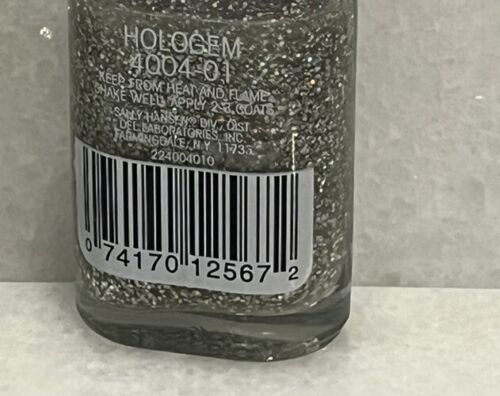 HOLOGEM
4004-01
KEEP FROM HEAT AND FLAME
SHAKE WELL. APPLY 2-3 COATS
SALLY HANSEN® DIV., DIST.
DEL LABORATORIES, INC.
FARMINGDALE, N.Y. 11735
224004010
0 74170 12567 2